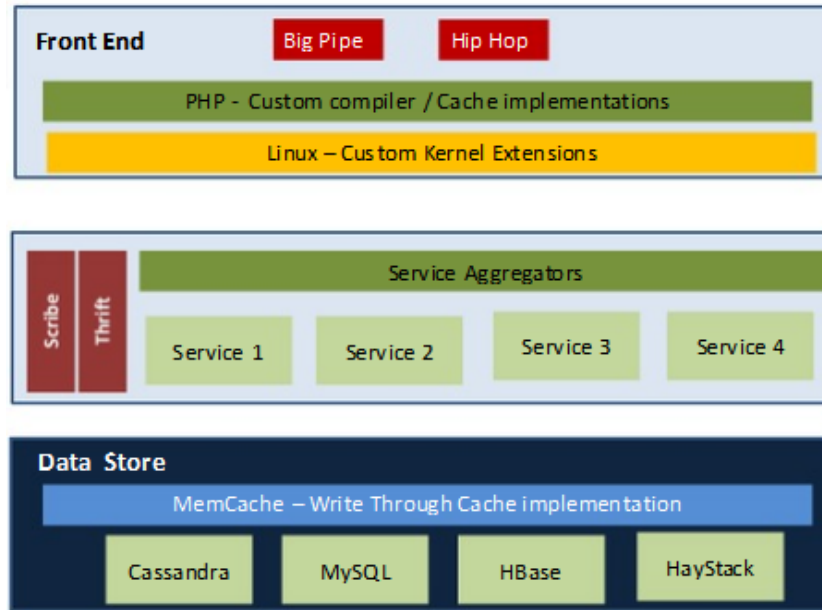 Front End
Big Pipe
Hip Hop
PHP - Custom compiler / Cache implementations
Linux – Custom Kernel Extensions
Scribe
Thrift
Service Aggregators
Service 1
Service 2
Service 3
Service 4
Data Store
MemCache – Write Through Cache implementation
Cassandra
MySQL
HBase
HayStack